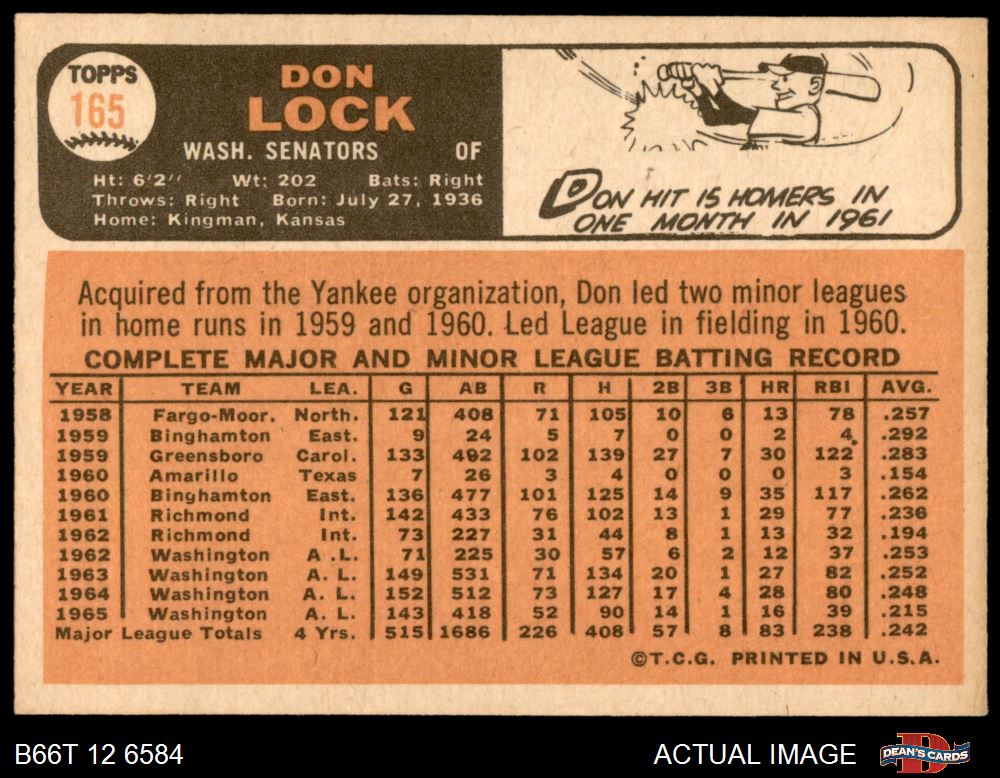 TOPPS
165
DON
LOCK
WASH. SENATORS OF
Ht: 6'2" Wt: 202 Bats: Right
Throws: Right Born: July 27, 1936
Home: Kingman, Kansas
DON HIT 15 HOMERS IN
ONE MONTH IN 1961
Acquired from the Yankee organization, Don led two minor leagues
in home runs in 1959 and 1960. Led League in fielding in 1960.
COMPLETE MAJOR AND MINOR LEAGUE BATTING RECORD
YEAR TEAM LEA. G AB R H 2B 3B HR RBI AVG.
1958 Fargo-Moor. North. 121 408 71 105 10 6 13 78 .257
1959 Binghamton East. 9 24 5 7 0 0 2 4 .292
1959 Greensboro Carol. 133 492 102 139 27 7 30 122 .283
1960 Amarillo Texas 7 26 3 4 0 0 0 3 .154
1960 Binghamton East. 136 477 101 125 14 9 35 117 .262
1961 Richmond Int. 142 433 76 102 13 1 29 77 .236
1962 Richmond Int. 73 227 31 44 8 1 13 32 .194
1962 Washington A.L. 71 225 30 57 6 2 12 37 .253
1963 Washington A. L. 149 531 71 134 20 1 27 82 .252
1964 Washington A. L. 152 512 73 127 17 4 28 80 .248
1965 Washington A. L. 143 418 52 90 14 1 16 39 .215
Major League Totals 4 Yrs. 515 1686 226 408 57 8 83 238 .242
©T.C.G. PRINTED IN U.S.A.
B66T 12 6584 ACTUAL IMAGE DEAN'S CARDS